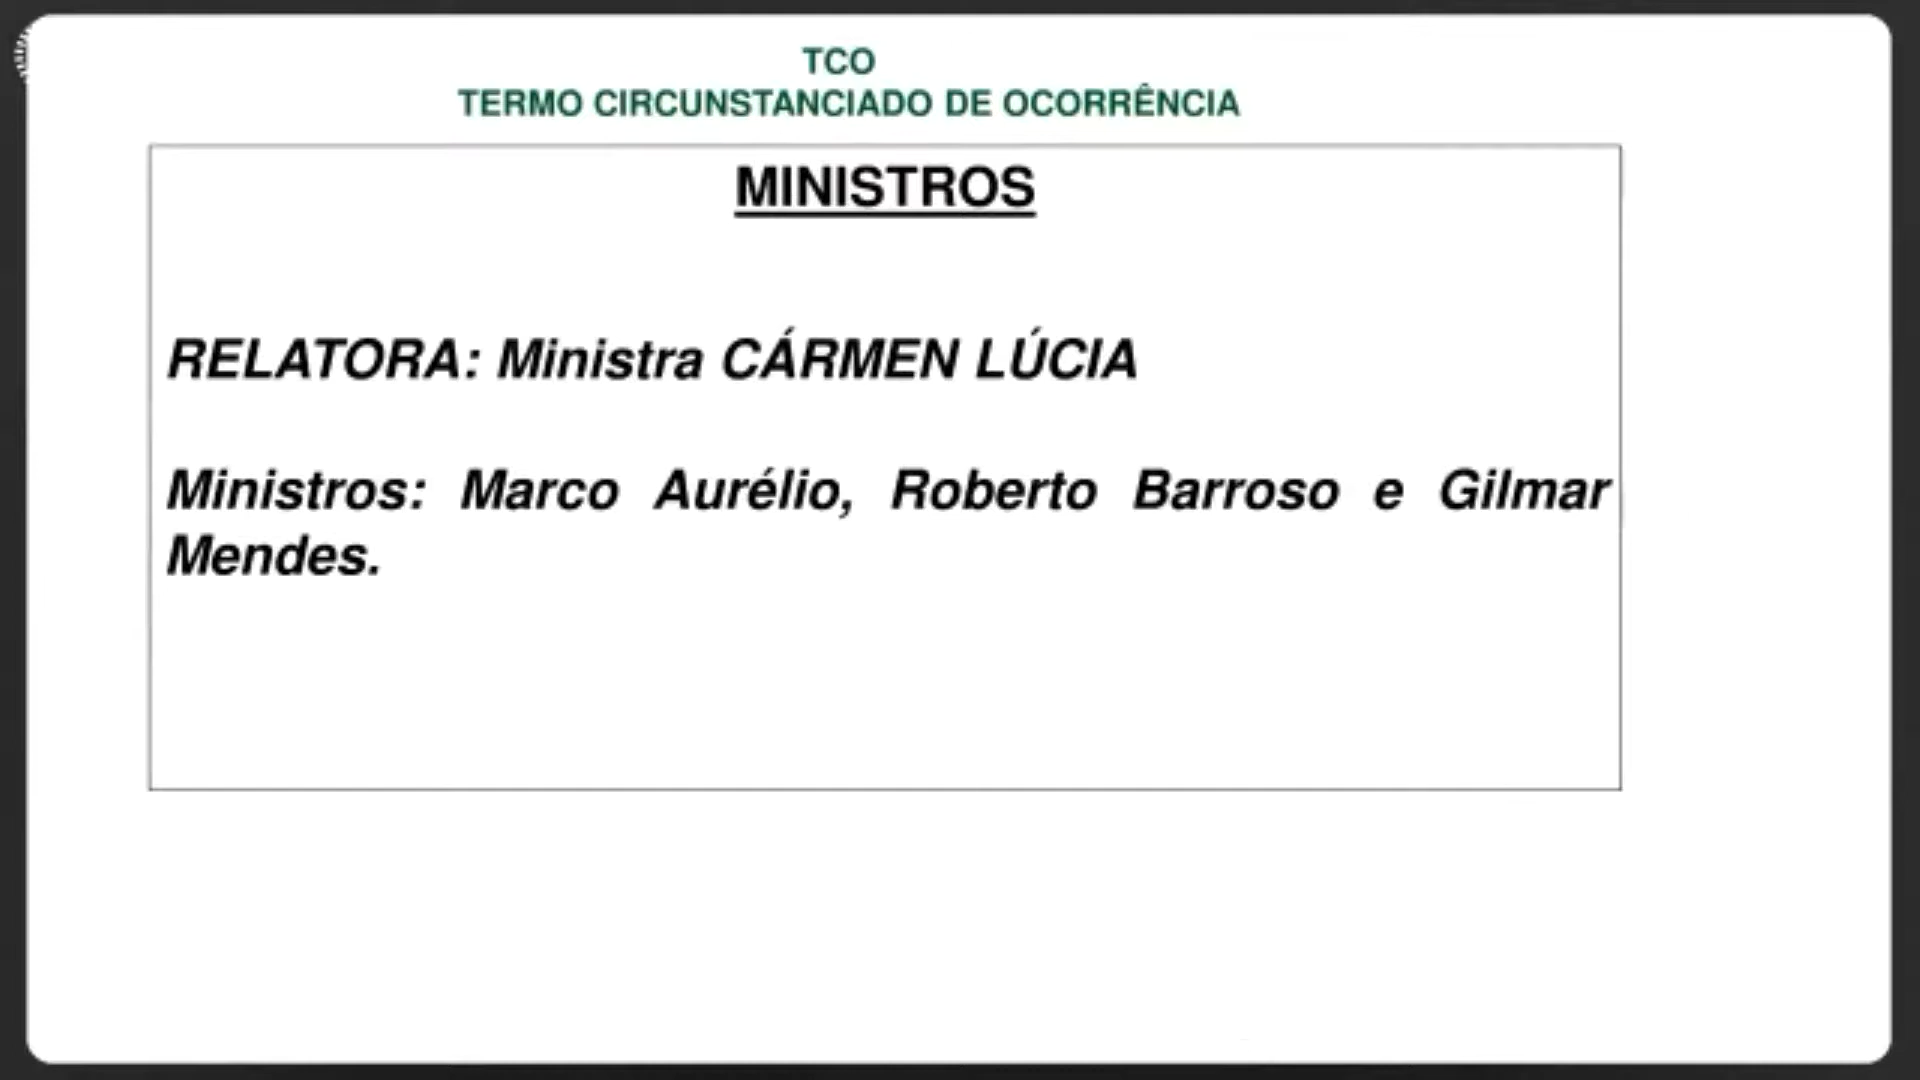 TCO
TERMO CIRCUNSTANCIADO DE OCORRÊNCIA
MINISTROS
RELATORA: Ministra CÁRMEN LÚCIA
Ministros: Marco Aurélio, Roberto Barroso e Gilmar
Mendes.